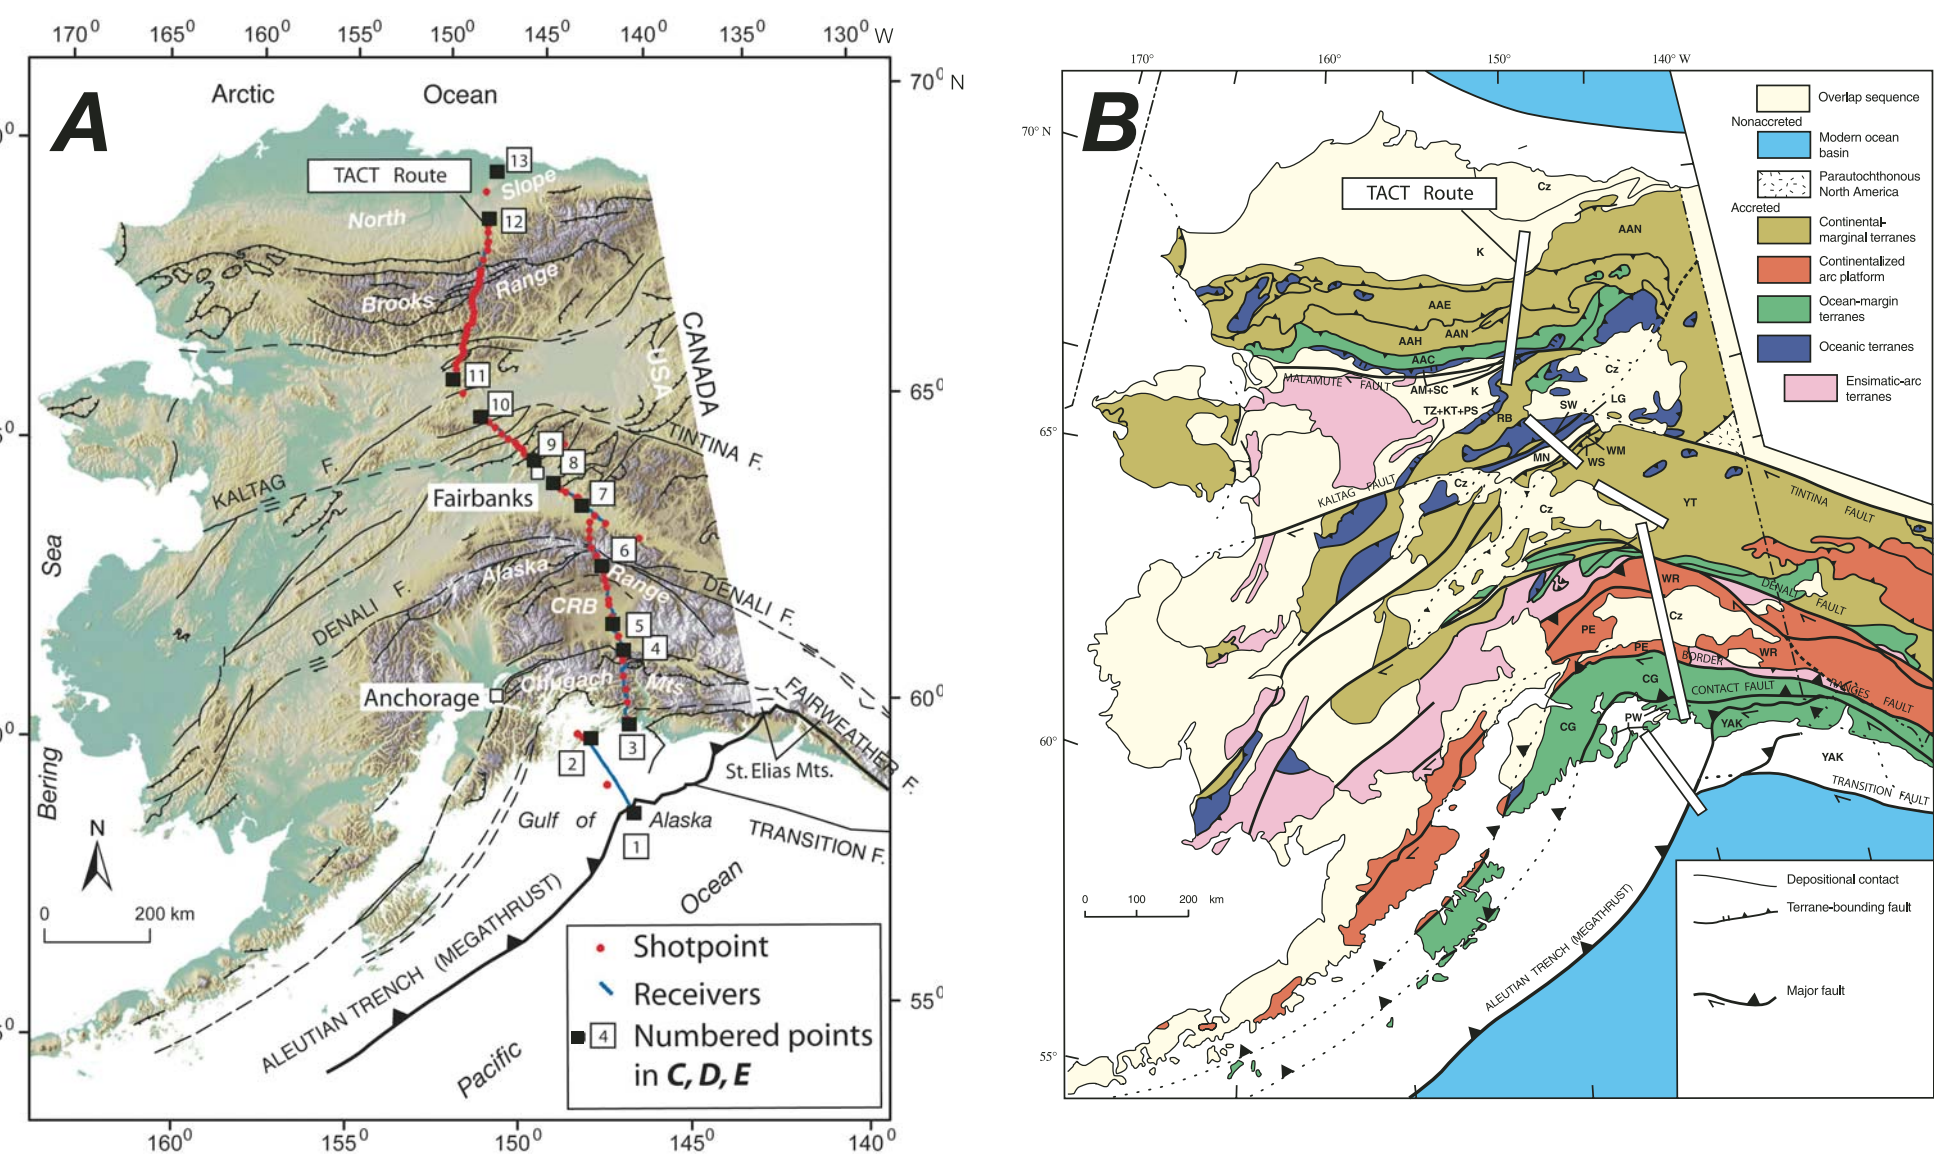 170⁰ 165⁰ 160⁰ 155⁰ 150⁰ 145⁰ 140⁰ 135⁰ 130⁰ W
A
Arctic Ocean
70⁰ N
TACT Route
13
Slope
North
12
Brooks Range
CANADA
USA
11
65⁰
10
TINTINA F.
9
8
KALTAG F.
Fairbanks
7
6
Sea
Alaska Range
DENALI F.
CRB
DENALI F.
5
4
Chugach Mts
Anchorage
60⁰
FAIRWEATHER F.
3
2
St. Elias Mts.
Bering
Gulf of Alaska
TRANSITION F.
1
N
0 200 km
ALEUTIAN TRENCH (MEGATHRUST)
Ocean
Pacific
55⁰
Shotpoint
Receivers
4 Numbered points
in C, D, E
160⁰ 155⁰ 150⁰ 145⁰ 140⁰
170° 160° 150° 140° W
B
70° N
65°
60°
55°
TACT Route
Cz
K
AAN
AAE
AAN
AAH
AAC
MALAMUTE FAULT
AM+SC
K
Cz
TZ+KT+PS
RB
SW
LG
MN
WM
WS
KALTAG FAULT
Cz
Cz
YT
TINTINA FAULT
WR
DENALI FAULT
Cz
PE
PE
WR
BORDER RANGES FAULT
CG
CONTACT FAULT
CG
PW
YAK
YAK
TRANSITION FAULT
0 100 200 km
ALEUTIAN TRENCH (MEGATHRUST)
Overlap sequence
Nonaccreted
Modern ocean
basin
Parautochthonous
North America
Accreted
Continental-
marginal terranes
Continentalized
arc platform
Ocean-margin
terranes
Oceanic terranes
Ensimatic-arc
terranes
Depositional contact
Terrane-bounding fault
Major fault